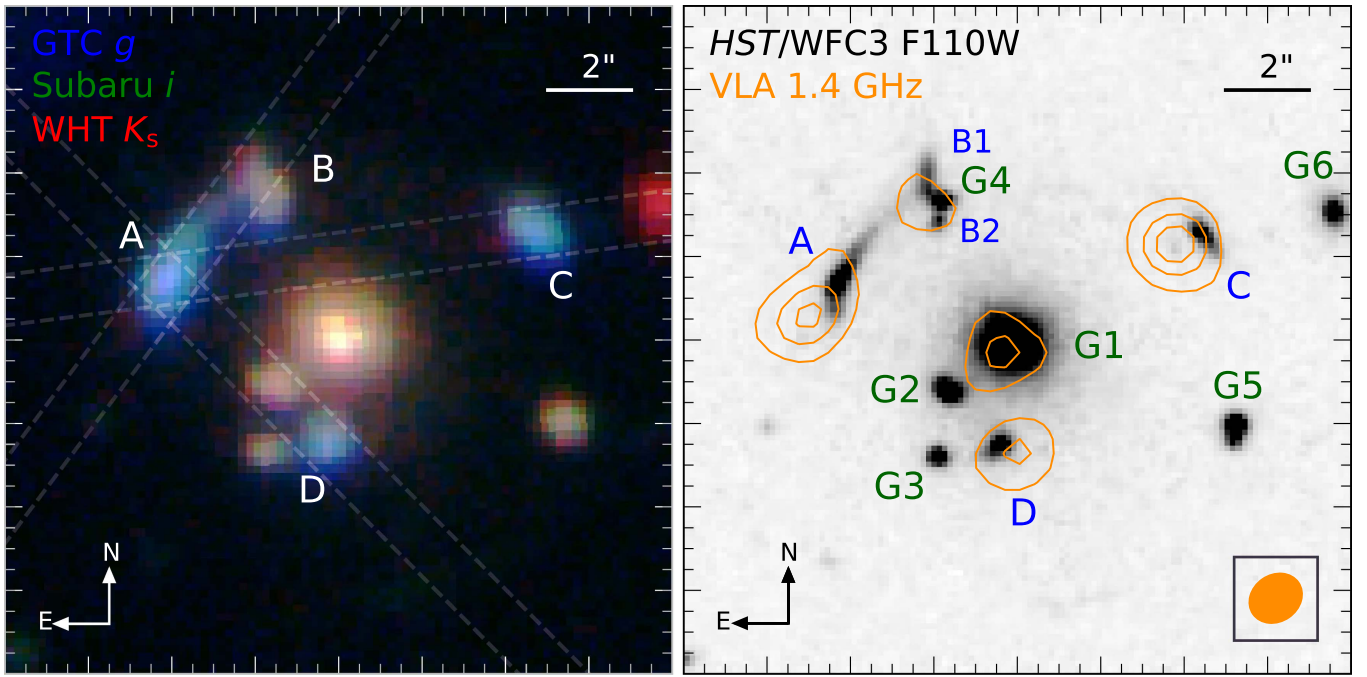 GTC g
Subaru i
WHT Ks
2"
A
B
C
D
N
E
HST/WFC3 F110W
VLA 1.4 GHz
2"
B1
G4
G6
A
B2
C
G1
G2
G5
G3
D
N
E